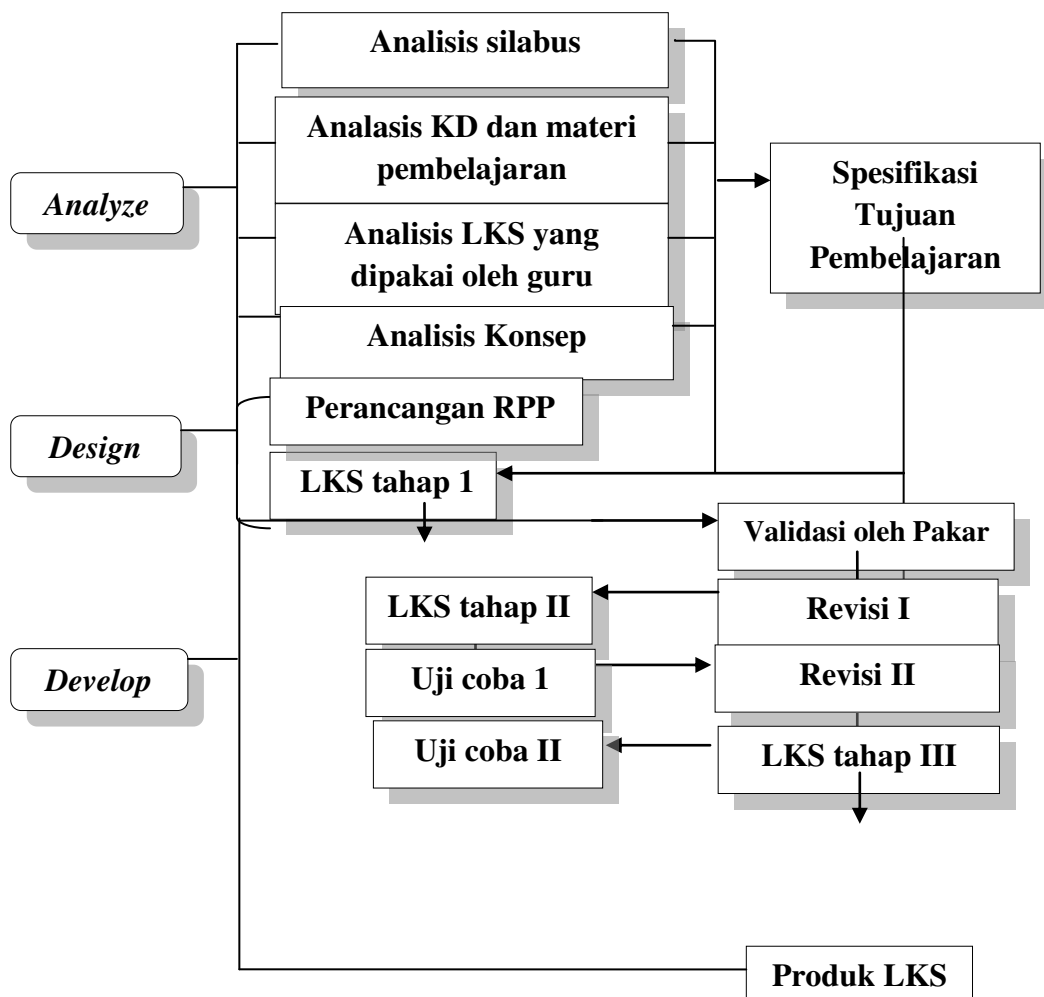 Analisis silabus
Analasis KD dan materi
pembelajaran
Analyze
Spesifikasi
Tujuan
Pembelajaran
Analisis LKS yang
dipakai oleh guru
Analisis Konsep
Perancangan RPP
Design
LKS tahap 1
Validasi oleh Pakar
LKS tahap II
Revisi I
Develop
Uji coba 1
Revisi II
Uji coba II
LKS tahap III
Produk LKS